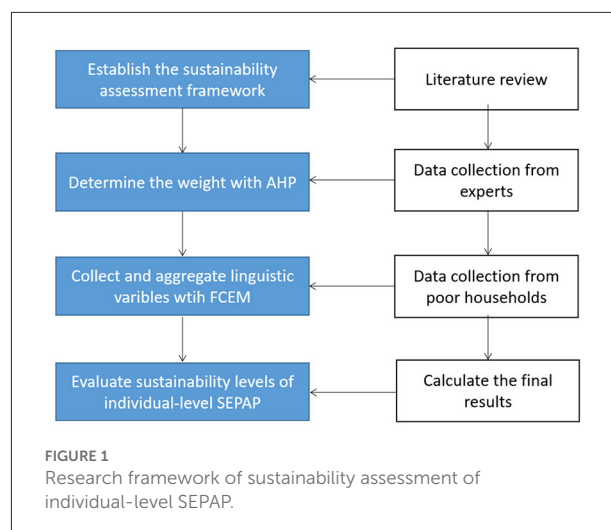 Establish the sustainability
assessment framework
Literature review
Determine the weight with AHP
Data collection from
experts
Collect and aggregate linguistic
varibles wtih FCEM
Data collection from
poor households
Evaluate sustainability levels of
individual-level SEPAP
Calculate the final
results
FIGURE 1
Research framework of sustainability assessment of
individual-level SEPAP.